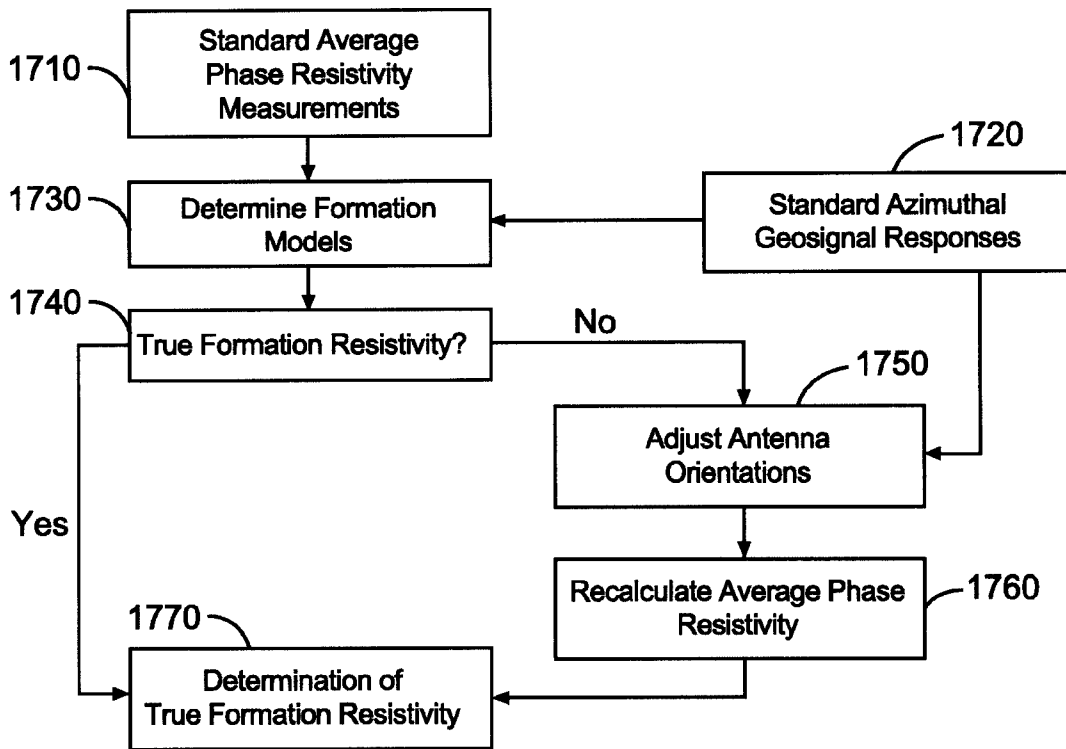 1710
Standard Average
Phase Resistivity
Measurements
1720
Standard Azimuthal
Geosignal Responses
1730
Determine Formation
Models
1740
True Formation Resistivity?
No
1750
Adjust Antenna
Orientations
Yes
1760
Recalculate Average Phase
Resistivity
1770
Determination of
True Formation Resistivity